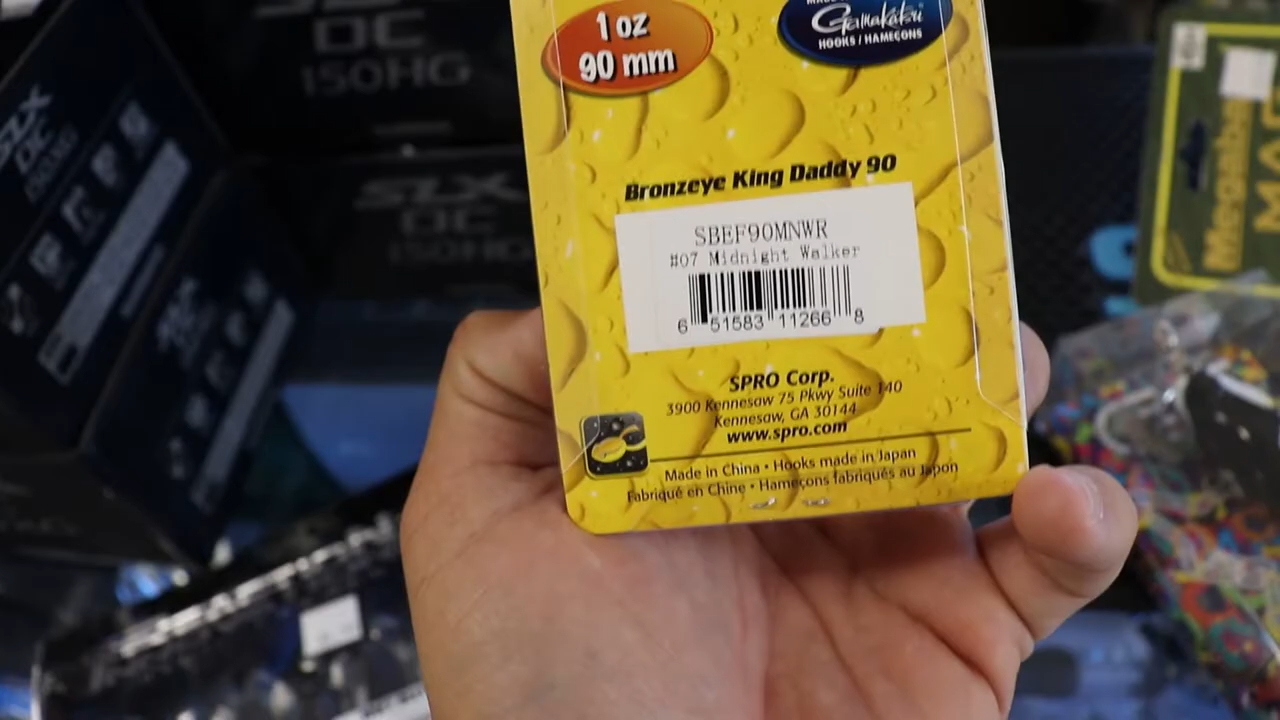 1 oz
90 mm
Gamakatsu
HOOKS / HAMEÇONS
Bronzeye King Daddy 90
SBEF90MNWR
#07 Midnight Walker
6 51583 11266 8
SPRO Corp.
3900 Kennesaw 75 Pkwy Suite 140
Kennesaw, GA 30144
www.spro.com
Made in China • Hooks made in Japan
Fabriqué en Chine • Hameçons fabriqués au Japon
DC
150HG
SLX
DC
150HG
SLX
DC
Megabass